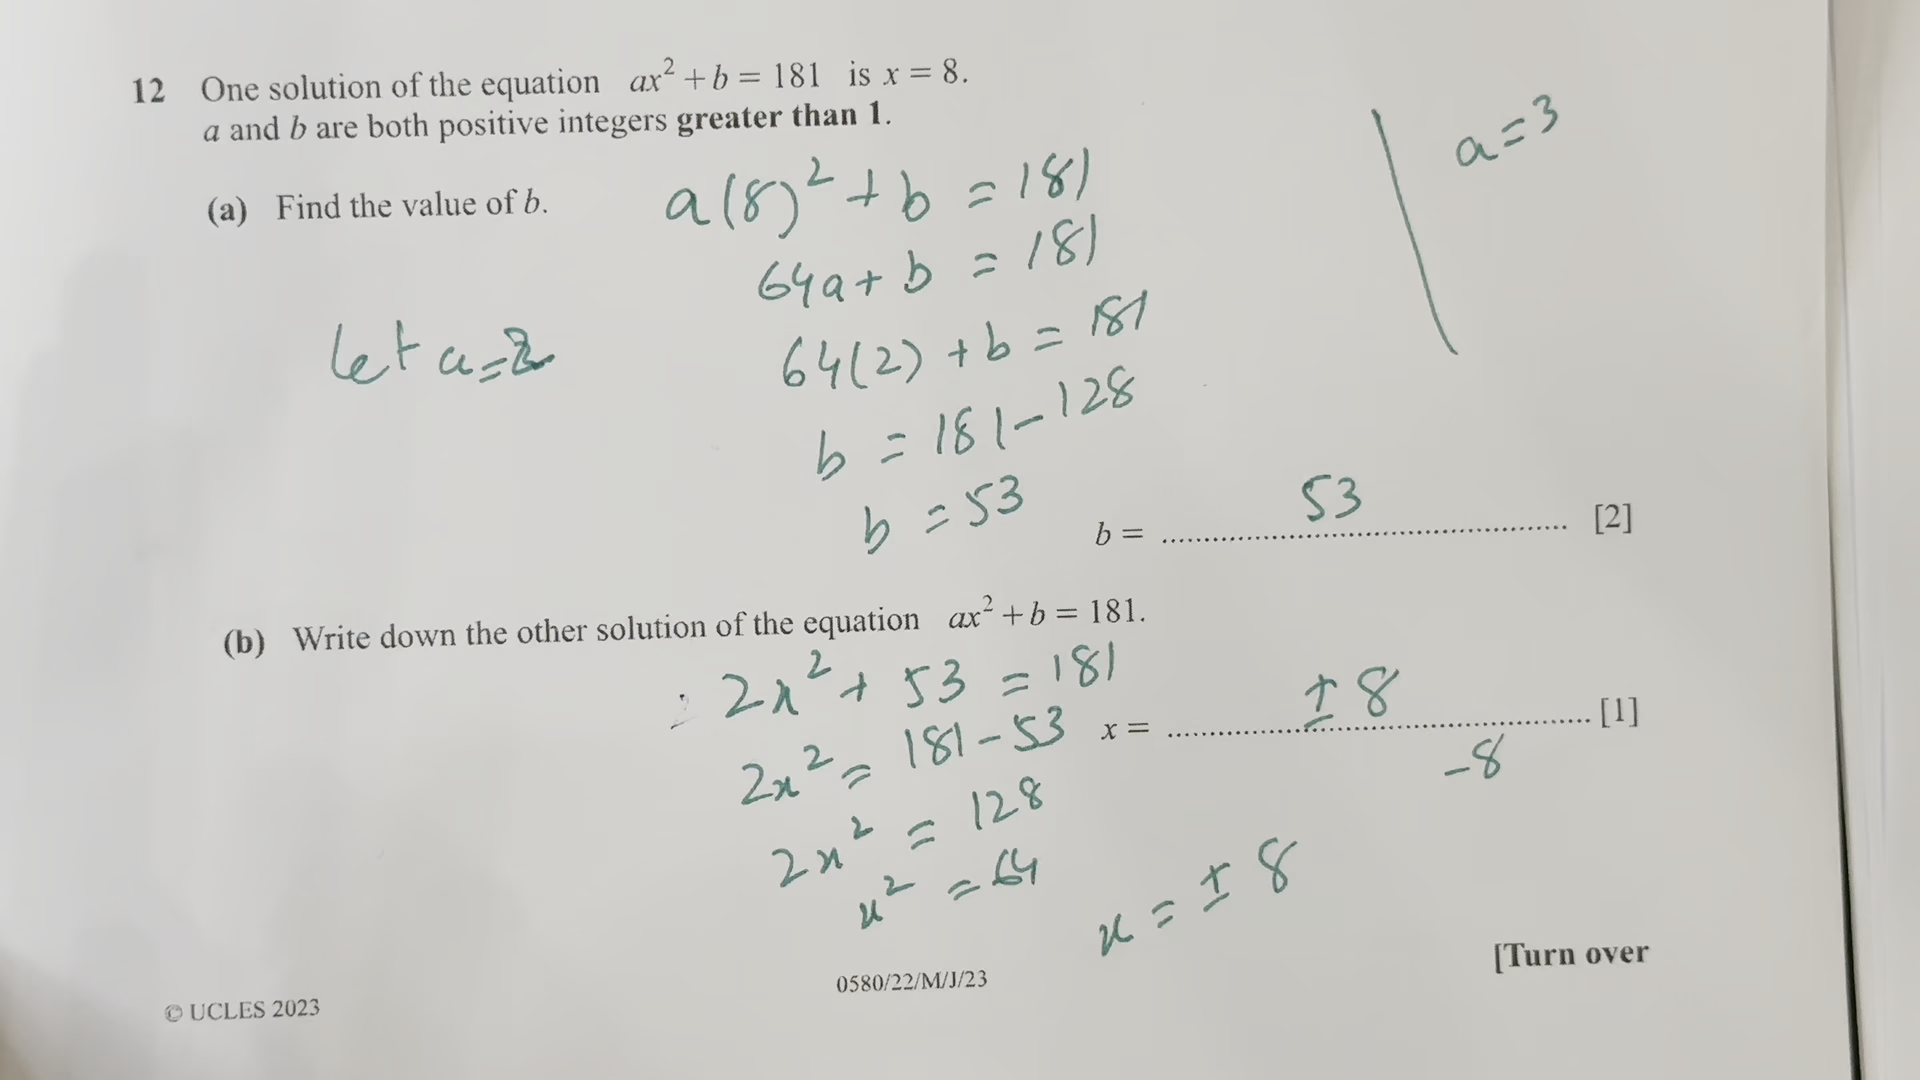 12 One solution of the equation ax² + b = 181 is x = 8.
a and b are both positive integers greater than 1.
a = 3
(a) Find the value of b.
a(8)² + b = 181
64a + b = 181
let a = 2
64(2) + b = 181
b = 181 - 128
b = 53
b = 53 [2]
(b) Write down the other solution of the equation ax² + b = 181.
2x² + 53 = 181
x = ± 8 [1]
2x² = 181 - 53
-8
2x² = 128
x² = 64
x = ± 8
[Turn over
0580/22/M/J/23
© UCLES 2023